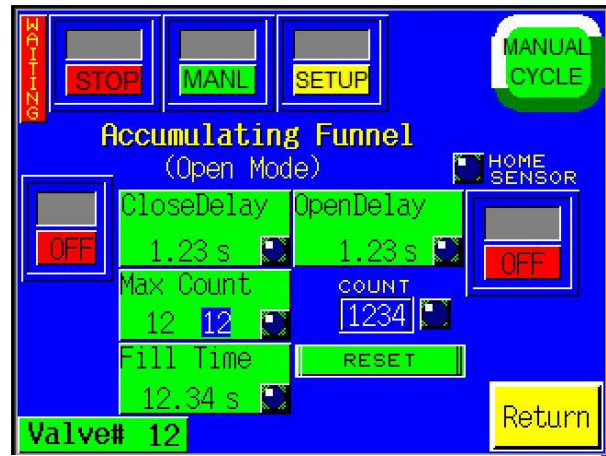 WAITING
STOP
MANL
SETUP
MANUAL
CYCLE
Accumulating Funnel
(Open Mode)
HOME
SENSOR
OFF
CloseDelay
1.23 s
OpenDelay
1.23 s
OFF
Max Count
12 12
COUNT
1234
Fill Time
12.34 s
RESET
Valve# 12
Return